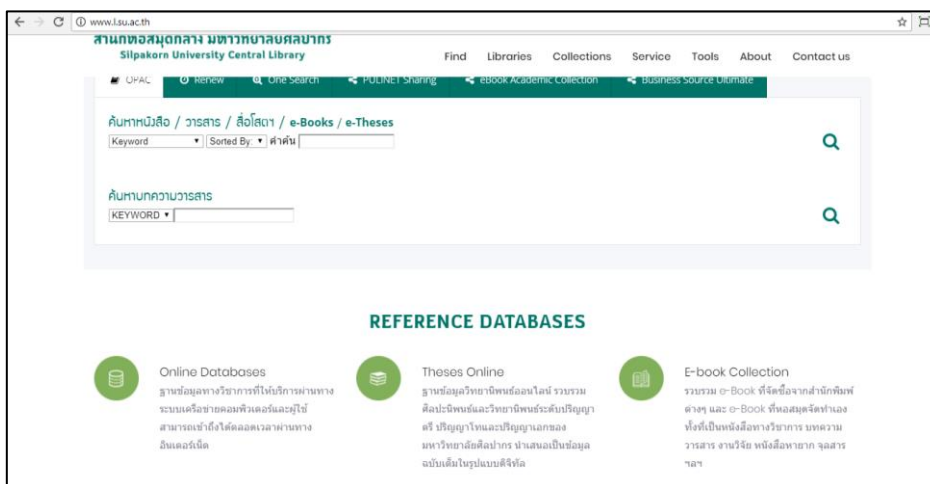 www.l.su.ac.th
สำนักหอสมุดกลาง มหาวิทยาลัยศิลปากร
Silpakorn University Central Library
Find Libraries Collections Service Tools About Contact us
OPAC Renew One Search PULINET Sharing eBook Academic Collection Business Source Ultimate
ค้นหาหนังสือ / วารสาร / สื่อโสตฯ / e-Books / e-Theses
Keyword Sorted By: คำค้น
ค้นหาบทความวารสาร
KEYWORD
REFERENCE DATABASES
Online Databases
ฐานข้อมูลทางวิชาการที่ให้บริการผ่านทาง
ระบบเครือข่ายคอมพิวเตอร์และผู้ใช้
สามารถเข้าถึงได้ตลอดเวลาผ่านทาง
อินเตอร์เน็ต
Theses Online
ฐานข้อมูลวิทยานิพนธ์ออนไลน์ รวบรวม
ศิลปะนิพนธ์และวิทยานิพนธ์ระดับปริญญา
ตรี ปริญญาโทและปริญญาเอกของ
มหาวิทยาลัยศิลปากร นำเสนอเป็นข้อมูล
ฉบับเต็มในรูปแบบดิจิทัล
E-book Collection
รวบรวม e-Book ที่จัดซื้อจากสำนักพิมพ์
ต่างๆ และ e-Book ที่หอสมุดจัดทำเอง
ทั้งที่เป็นหนังสือทางวิชาการ บทความ
วารสาร งานวิจัย หนังสือหายาก จุลสาร
ฯลฯ